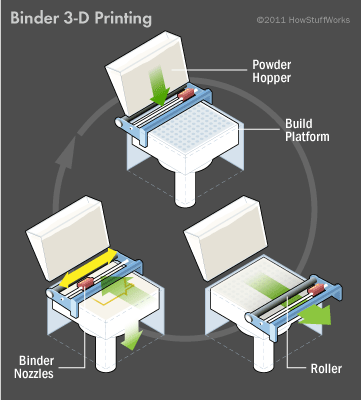 Binder 3-D Printing
©2011 HowStuffWorks
Powder
Hopper
Build
Platform
Binder
Nozzles
Roller